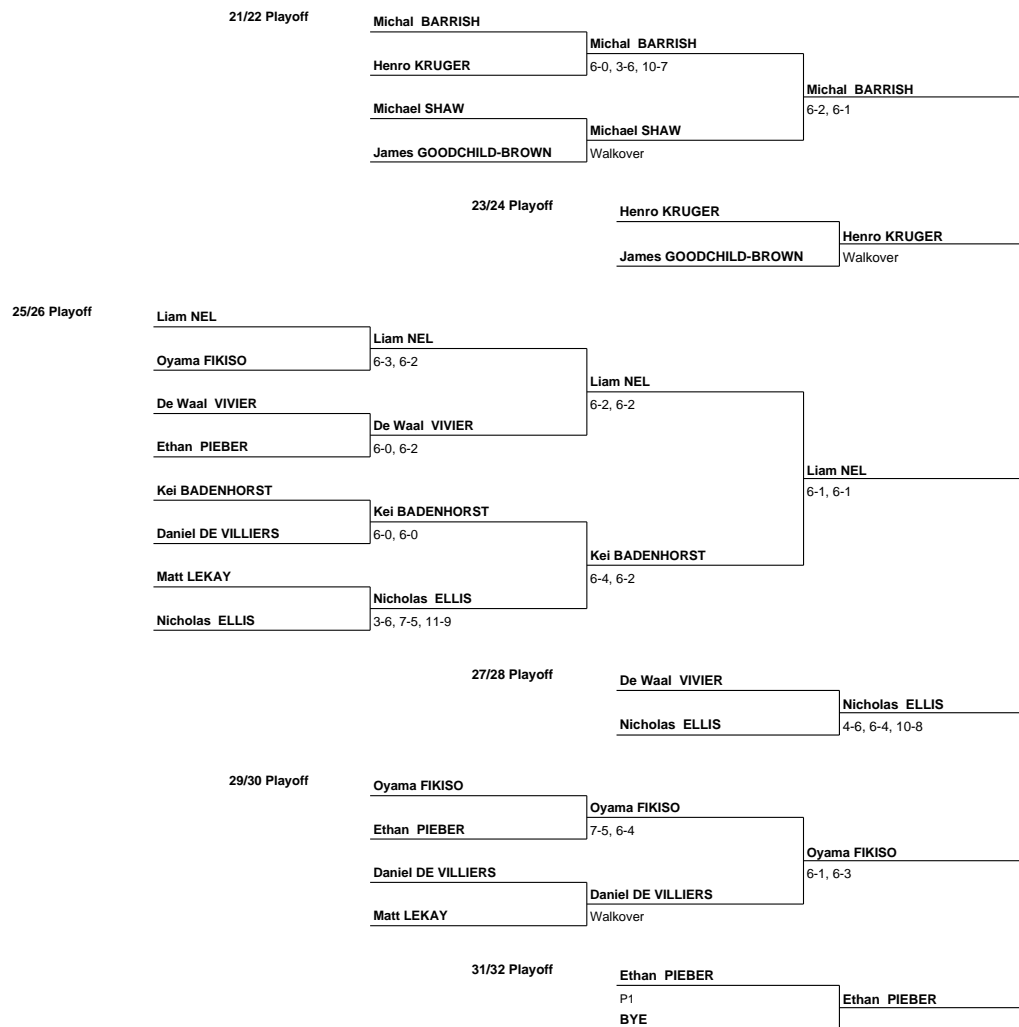 21/22 Playoff
Michal BARRISH
Michal BARRISH
Henro KRUGER
6-0, 3-6, 10-7
Michal BARRISH
6-2, 6-1
Michael SHAW
Michael SHAW
James GOODCHILD-BROWN
Walkover
23/24 Playoff
Henro KRUGER
Henro KRUGER
James GOODCHILD-BROWN
Walkover
25/26 Playoff
Liam NEL
Liam NEL
Oyama FIKISO
6-3, 6-2
Liam NEL
6-2, 6-2
De Waal VIVIER
De Waal VIVIER
Ethan PIEBER
6-0, 6-2
Liam NEL
6-1, 6-1
Kei BADENHORST
Kei BADENHORST
Daniel DE VILLIERS
6-0, 6-0
Kei BADENHORST
6-4, 6-2
Matt LEKAY
Nicholas ELLIS
Nicholas ELLIS
3-6, 7-5, 11-9
27/28 Playoff
De Waal VIVIER
Nicholas ELLIS
Nicholas ELLIS
4-6, 6-4, 10-8
29/30 Playoff
Oyama FIKISO
Oyama FIKISO
Ethan PIEBER
7-5, 6-4
Oyama FIKISO
6-1, 6-3
Daniel DE VILLIERS
Daniel DE VILLIERS
Matt LEKAY
Walkover
31/32 Playoff
Ethan PIEBER
P1
Ethan PIEBER
BYE